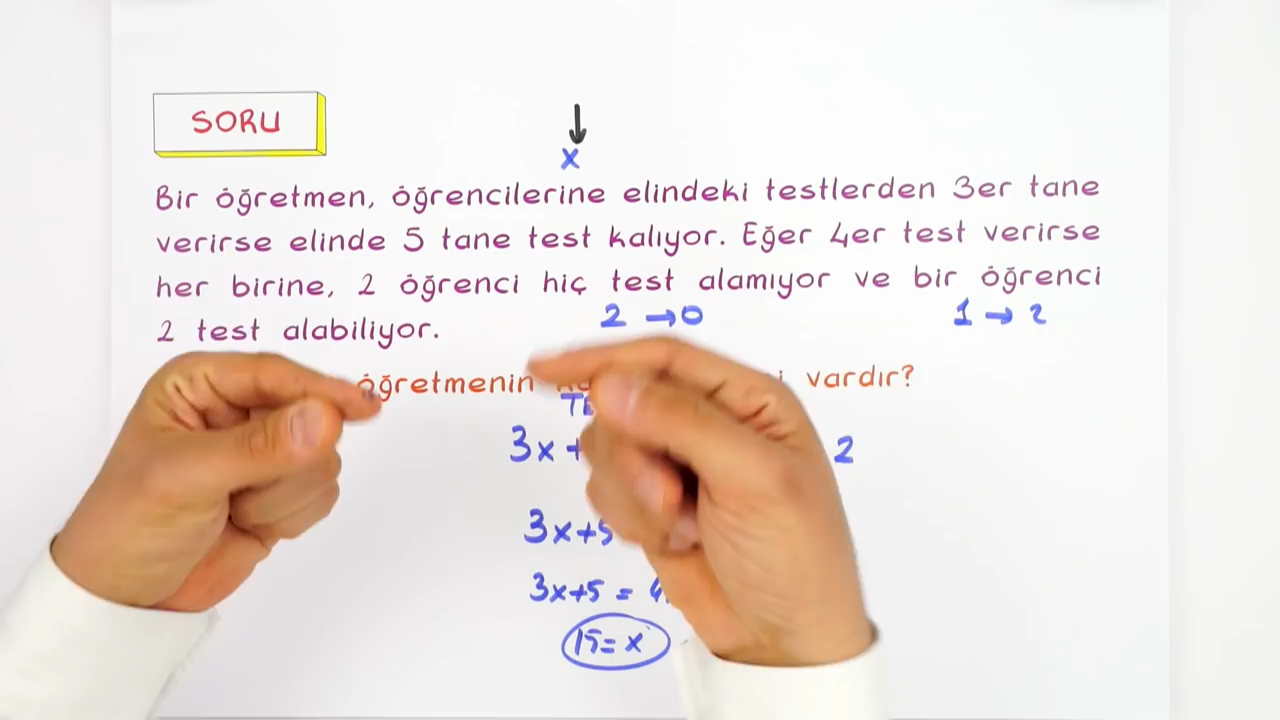 SORU
x
Bir öğretmen, öğrencilerine elindeki testlerden 3er tane
verirse elinde 5 tane test kalıyor. Eğer 4er test verirse
her birine, 2 öğrenci hiç test alamıyor ve bir öğrenci
2 → 0
1 → 2
2 test alabiliyor.
öğretmenin vardır?
3x+
2
3x+5
3x+5 =
15=x